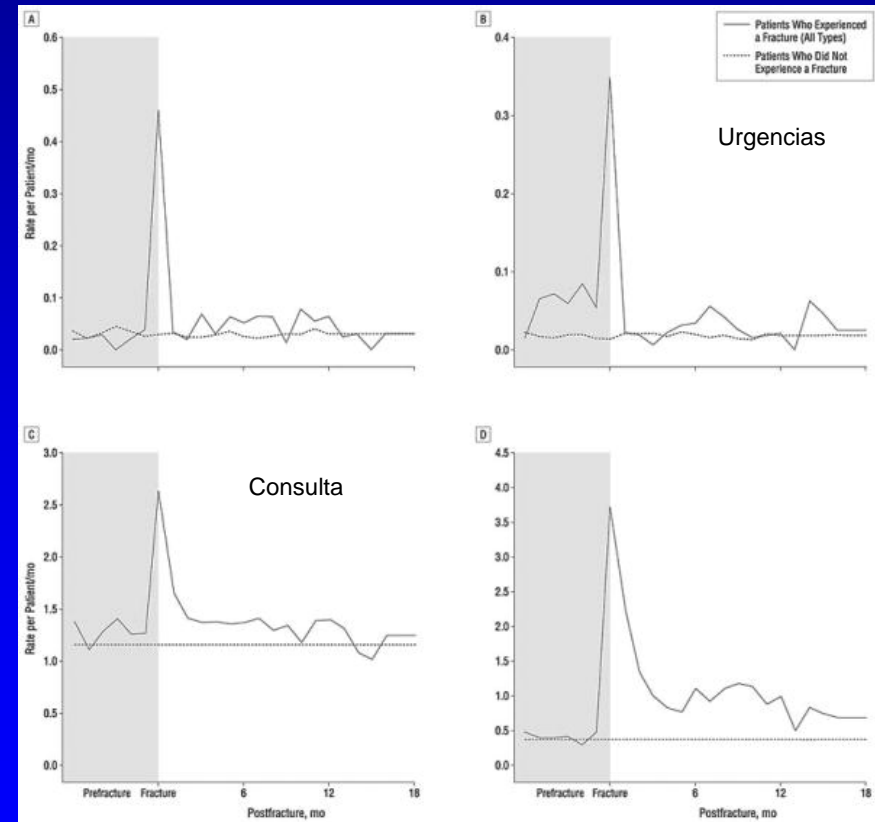 A
0.6
0.5
0.4
0.3
0.2
0.1
0.0
Rate per Patient/mo
B
0.4
0.3
0.2
0.1
0.0
Patients Who Experienced
a Fracture (All Types)
Patients Who Did Not
Experience a Fracture
Urgencias
C
3.0
2.5
2.0
1.5
1.0
0.5
0.0
Rate per Patient/mo
Consulta
Prefracture Fracture 6 12 18
Postfracture, mo
D
4.5
4.0
3.5
3.0
2.5
2.0
1.5
1.0
0.5
0.0
Prefracture Fracture 6 12 18
Postfracture, mo